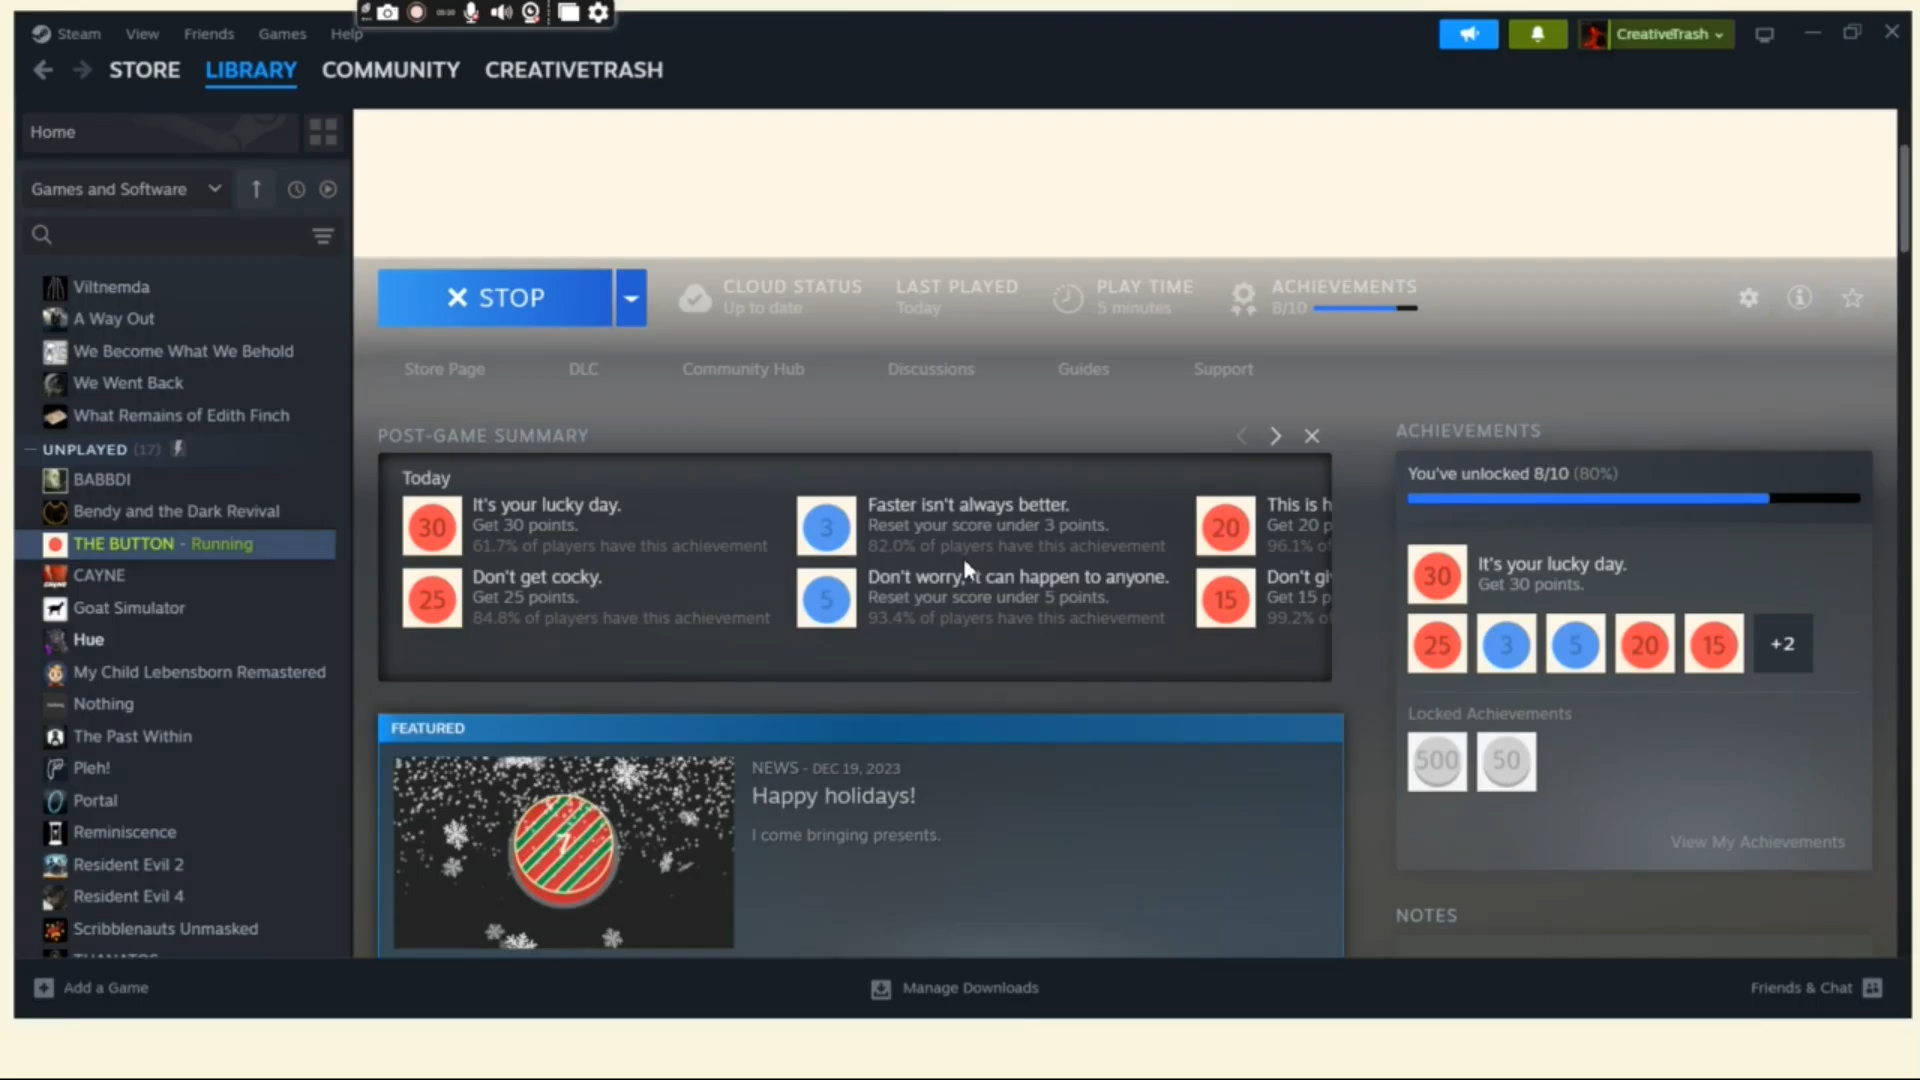 Steam View Friends Games Help
CreativeTrash
STORE LIBRARY COMMUNITY CREATIVETRASH
Home
Games and Software
Viltnemda
A Way Out
We Become What We Behold
We Went Back
What Remains of Edith Finch
UNPLAYED (17)
BABBDI
Bendy and the Dark Revival
THE BUTTON - Running
CAYNE
Goat Simulator
Hue
My Child Lebensborn Remastered
Nothing
The Past Within
Pleh!
Portal
Reminiscence
Resident Evil 2
Resident Evil 4
Scribblenauts Unmasked
STOP
CLOUD STATUS
Up to date
LAST PLAYED
Today
PLAY TIME
5 minutes
ACHIEVEMENTS
8/10
Store Page DLC Community Hub Discussions Guides Support
POST-GAME SUMMARY
Today
30
It's your lucky day.
Get 30 points.
61.7% of players have this achievement
3
Faster isn't always better.
Reset your score under 3 points.
82.0% of players have this achievement
20
This is h
Get 20 p
96.1% of
25
Don't get cocky.
Get 25 points.
84.8% of players have this achievement
5
Don't worry, it can happen to anyone.
Reset your score under 5 points.
93.4% of players have this achievement
15
Don't gi
Get 15 p
99.2% of
FEATURED
7
NEWS - DEC 19, 2023
Happy holidays!
I come bringing presents.
ACHIEVEMENTS
You've unlocked 8/10 (80%)
30
It's your lucky day.
Get 30 points.
25 3 5 20 15 +2
Locked Achievements
500 50
View My Achievements
NOTES
Add a Game
Manage Downloads
Friends & Chat